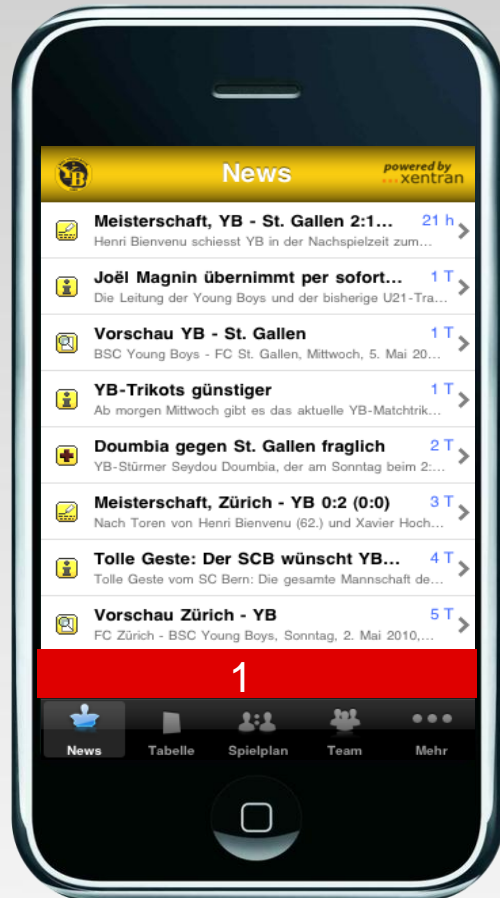 YB
News
powered by
...xentran
Meisterschaft, YB - St. Gallen 2:1... 21 h
Henri Bienvenu schiesst YB in der Nachspielzeit zum...
Joël Magnin übernimmt per sofort... 1 T
Die Leitung der Young Boys und der bisherige U21-Tra...
Vorschau YB - St. Gallen 1 T
BSC Young Boys - FC St. Gallen, Mittwoch, 5. Mai 20...
YB-Trikots günstiger 1 T
Ab morgen Mittwoch gibt es das aktuelle YB-Matchtrik...
Doumbia gegen St. Gallen fraglich 2 T
YB-Stürmer Seydou Doumbia, der am Sonntag beim 2:...
Meisterschaft, Zürich - YB 0:2 (0:0) 3 T
Nach Toren von Henri Bienvenu (62.) und Xavier Hoch...
Tolle Geste: Der SCB wünscht YB... 4 T
Tolle Geste vom SC Bern: Die gesamte Mannschaft de...
Vorschau Zürich - YB 5 T
FC Zürich - BSC Young Boys, Sonntag, 2. Mai 2010,...
1
News Tabelle Spielplan Team Mehr